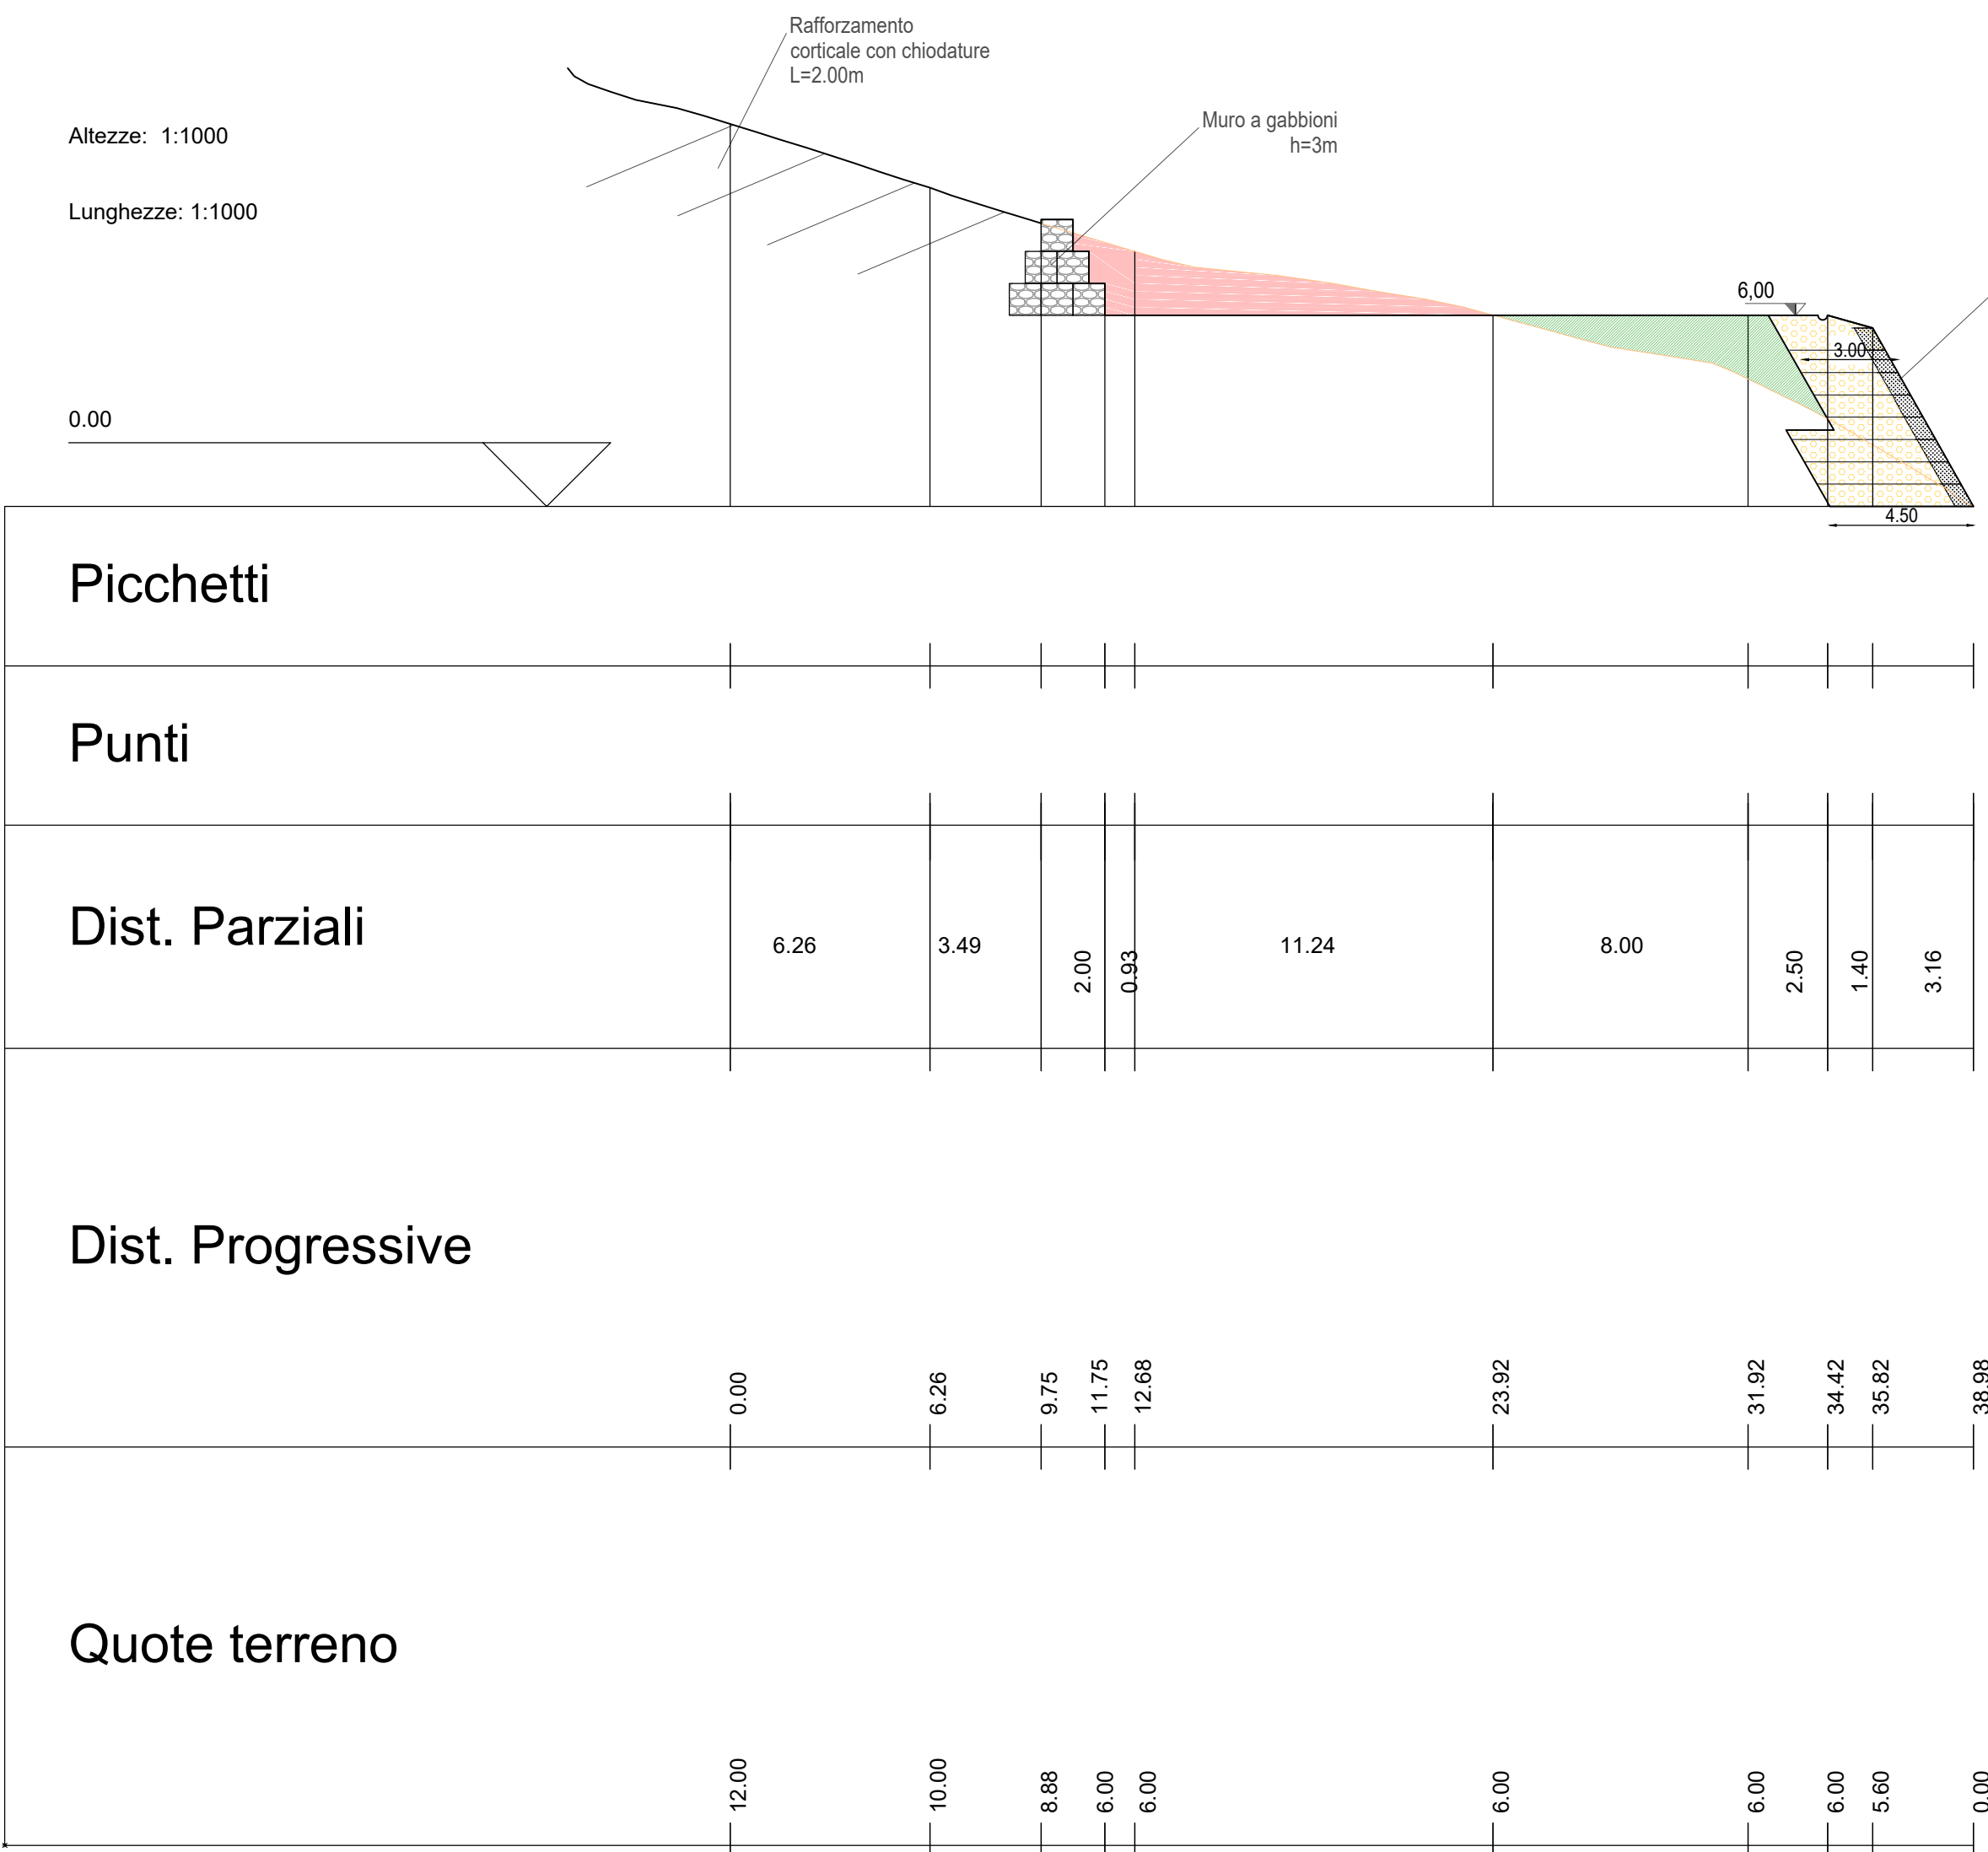 Rafforzamento
corticale con chiodature
L=2.00m
Muro a gabbioni
h=3m
Altezze:  1:1000
Lunghezze: 1:1000
6,00
3.00
0.00
4.50
Picchetti
Punti
Dist. Parziali
6.26
3.49
2.00
0.93
11.24
8.00
2.50
1.40
3.16
Dist. Progressive
0.00
6.26
9.75
11.75
12.68
23.92
31.92
34.42
35.82
38.98
Quote terreno
12.00
10.00
8.88
6.00
6.00
6.00
6.00
6.00
5.60
0.00